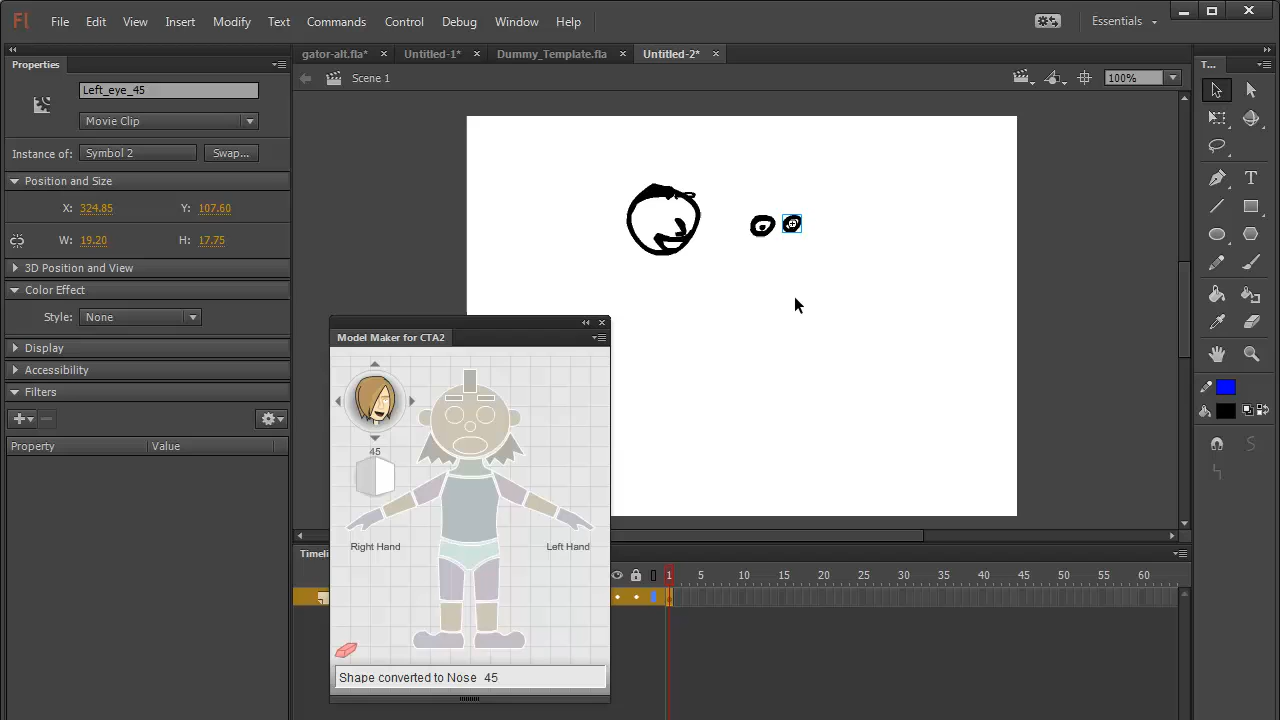 Fl File Edit View Insert Modify Text Commands Control Debug Window Help Essentials
Properties gator-alt.fla* Untitled-1* Dummy_Template.fla Untitled-2* T...
Scene 1 100%
Left_eye_45
Movie Clip
Instance of: Symbol 2 Swap...
Position and Size
X: 324.85 Y: 107.60
W: 19.20 H: 17.75
3D Position and View
Color Effect
Style: None
Display
Accessibility
Filters
Property Value
Model Maker for CTA2
45
Right Hand Left Hand
Shape converted to Nose 45
Timeli
1 5 10 15 20 25 30 35 40 45 50 55 60